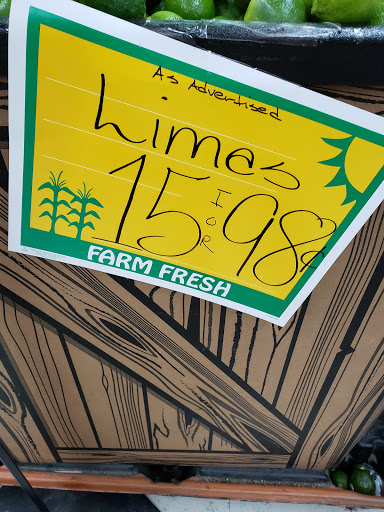 As Advertised
Limes
15 FOR 98¢
FARM FRESH